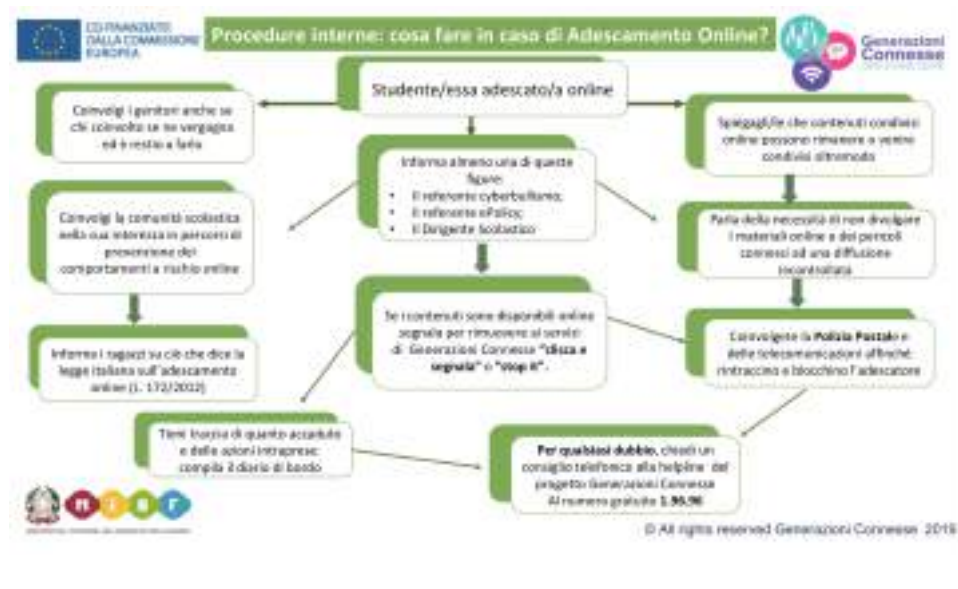 CO-FINANZIATO
DALLA COMMISSIONE
EUROPEA
Procedure interne: cosa fare in caso di Adescamento Online?
Generazioni
Connesse
Studente/essa adescato/a online
Coinvolgi i genitori anche se
chi coinvolto se ne vergogna
ed è restio a farlo
Informa almeno una di queste
figure:
• Il referente cyberbullismo;
• Il referente ePolicy;
• Il Dirigente Scolastico
Spiegagli/le che contenuti condivisi
online possono rimanere o venire
condivisi oltremodo
Coinvolgi la comunità scolastica
nella sua interezza in percorsi di
prevenzione dei
comportamenti a rischio online
Parla della necessità di non divulgare
i materiali online e dei pericoli
connessi ad una diffusione
incontrollata
Informa i ragazzi su ciò che dice la
legge italiana sull'adescamento
online (L. 172/2012)
Se i contenuti sono disponibili online
segnala per rimuovere ai servizi
di Generazioni Connesse "clicca e
segnala" o "stop it".
Coinvolgete la Polizia Postale e
delle telecomunicazioni affinché
rintraccino e blocchino l'adescatore
Tieni traccia di quanto accaduto
e delle azioni intraprese:
compila il diario di bordo
Per qualsiasi dubbio, chiedi un
consiglio telefonico alla helpline del
progetto Generazioni Connesse
Al numero gratuito 1.96.96
© All rights reserved Generazioni Connesse